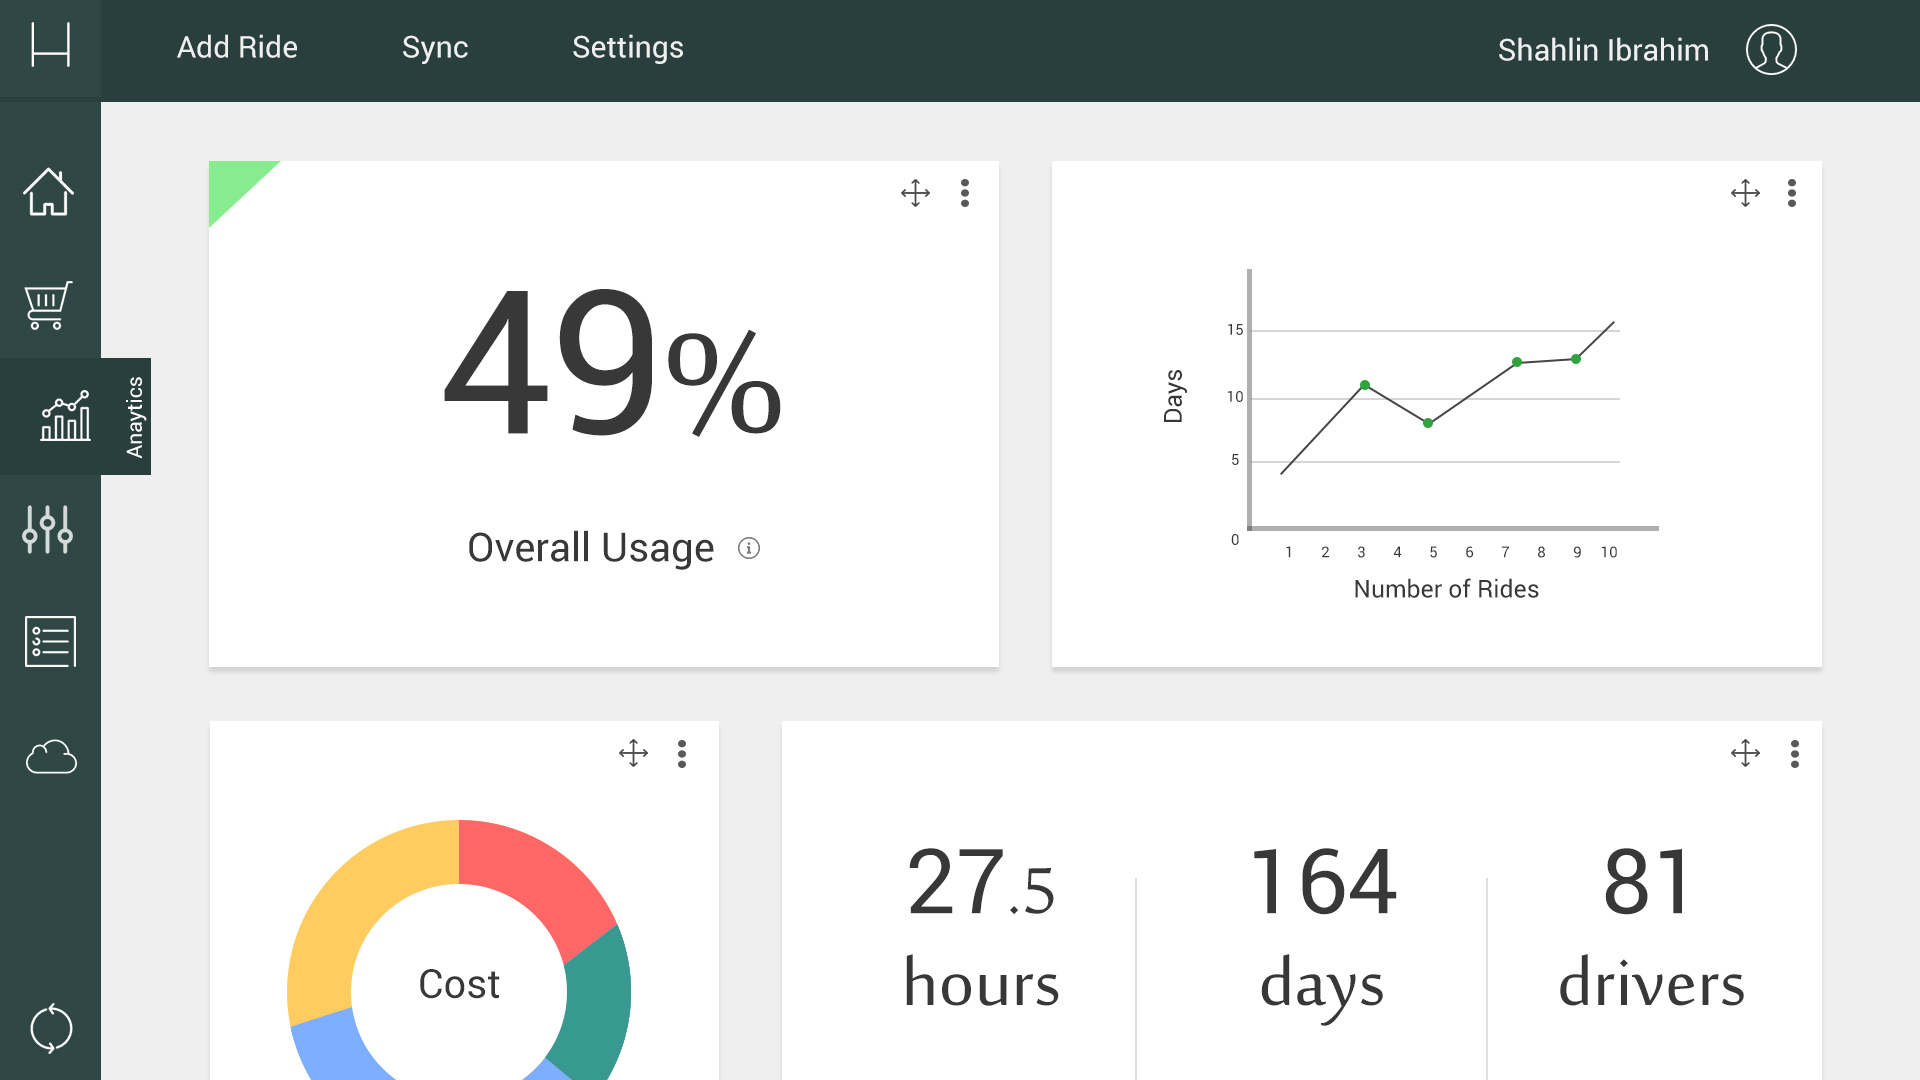 H
Add Ride
Sync
Settings
Shahlin Ibrahim
Anaytics
49%
Overall Usage
Days
15
10
5
0
1 2 3 4 5 6 7 8 9 10
Number of Rides
Cost
27.5
hours
164
days
81
drivers